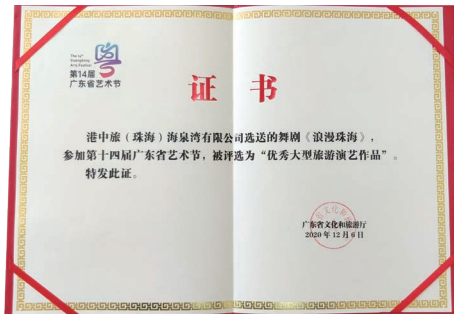 The 14th
Guangdong
Arts Festival
第14届
广东省艺术节
证书
港中旅(珠海)海泉湾有限公司选送的舞剧《浪漫珠海》,
参加第十四届广东省艺术节,被评选为“优秀大型旅游演艺作品”。
特发此证。
广东省文化和旅游厅
2020年12月6日